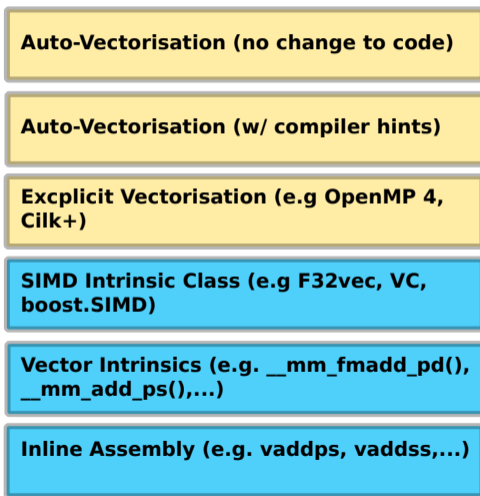 Auto-Vectorisation (no change to code)
Auto-Vectorisation (w/ compiler hints)
Excplicit Vectorisation (e.g OpenMP 4,
Cilk+)
SIMD Intrinsic Class (e.g F32vec, VC,
boost.SIMD)
Vector Intrinsics (e.g. __mm_fmadd_pd(),
__mm_add_ps(),...)
Inline Assembly (e.g. vaddps, vaddss,...)